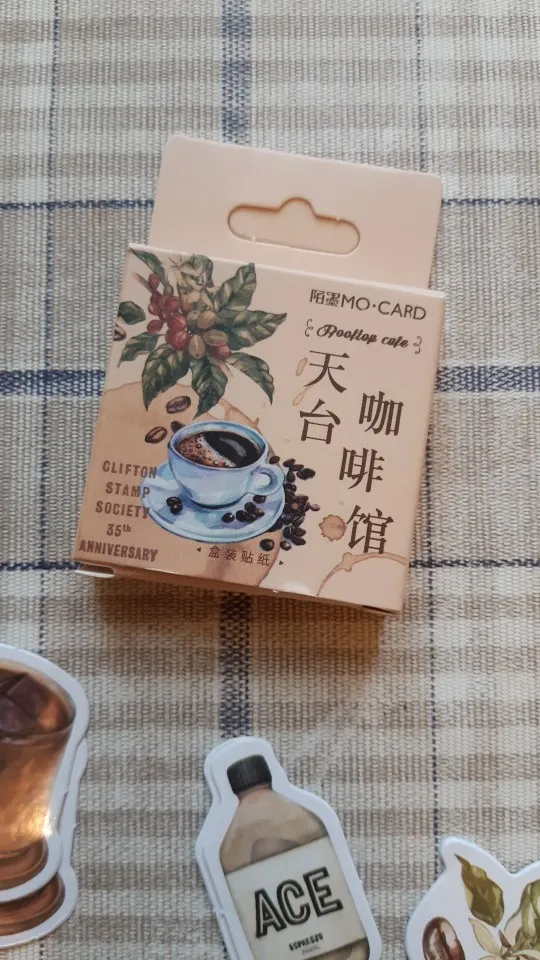 陌墨MO·CARD
Rooftop cafe
天台
咖啡馆
CLIFTON
STAMP
SOCIETY
35th
ANNIVERSARY
盒装贴纸
ACE
ESPRESSO